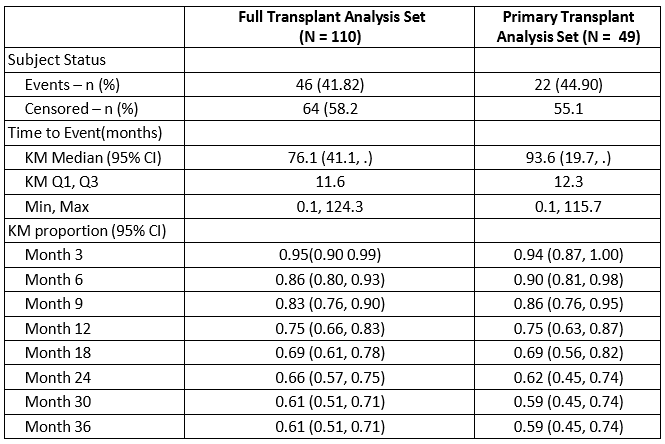 Full Transplant Analysis Set (N = 110) Primary Transplant Analysis Set (N = 49)
Subject Status
Events – n (%) 46 (41.82) 22 (44.90)
Censored – n (%) 64 (58.2 55.1
Time to Event(months)
KM Median (95% CI) 76.1 (41.1, .) 93.6 (19.7, .)
KM Q1, Q3 11.6 12.3
Min, Max 0.1, 124.3 0.1, 115.7
KM proportion (95% CI)
Month 3 0.95(0.90 0.99) 0.94 (0.87, 1.00)
Month 6 0.86 (0.80, 0.93) 0.90 (0.81, 0.98)
Month 9 0.83 (0.76, 0.90) 0.86 (0.76, 0.95)
Month 12 0.75 (0.66, 0.83) 0.75 (0.63, 0.87)
Month 18 0.69 (0.61, 0.78) 0.69 (0.56, 0.82)
Month 24 0.66 (0.57, 0.75) 0.62 (0.45, 0.74)
Month 30 0.61 (0.51, 0.71) 0.59 (0.45, 0.74)
Month 36 0.61 (0.51, 0.71) 0.59 (0.45, 0.74)